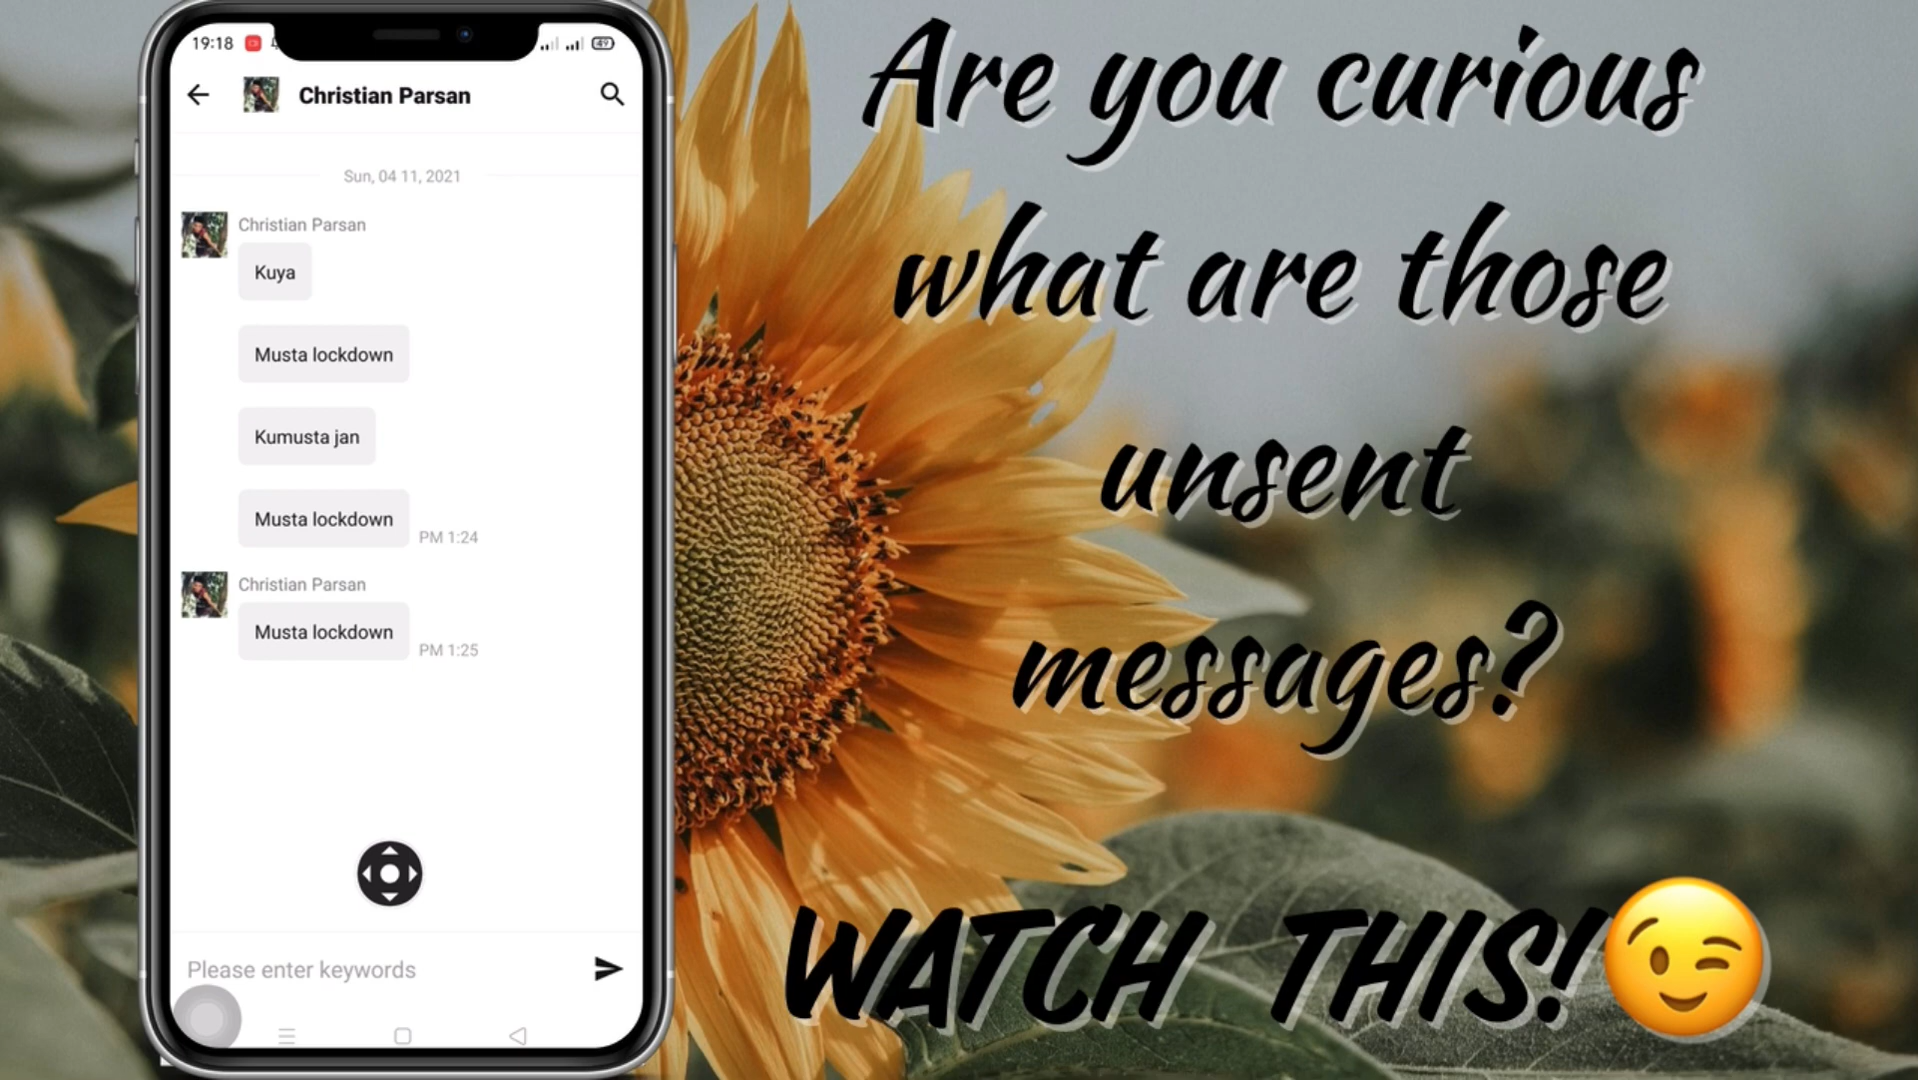 19:18
49
Christian Parsan
Sun, 04 11, 2021
Christian Parsan
Kuya
Musta lockdown
Kumusta jan
Musta lockdown
PM 1:24
Christian Parsan
Musta lockdown
PM 1:25
Please enter keywords
Are you curious
what are those
unsent
messages?
WATCH THIS!